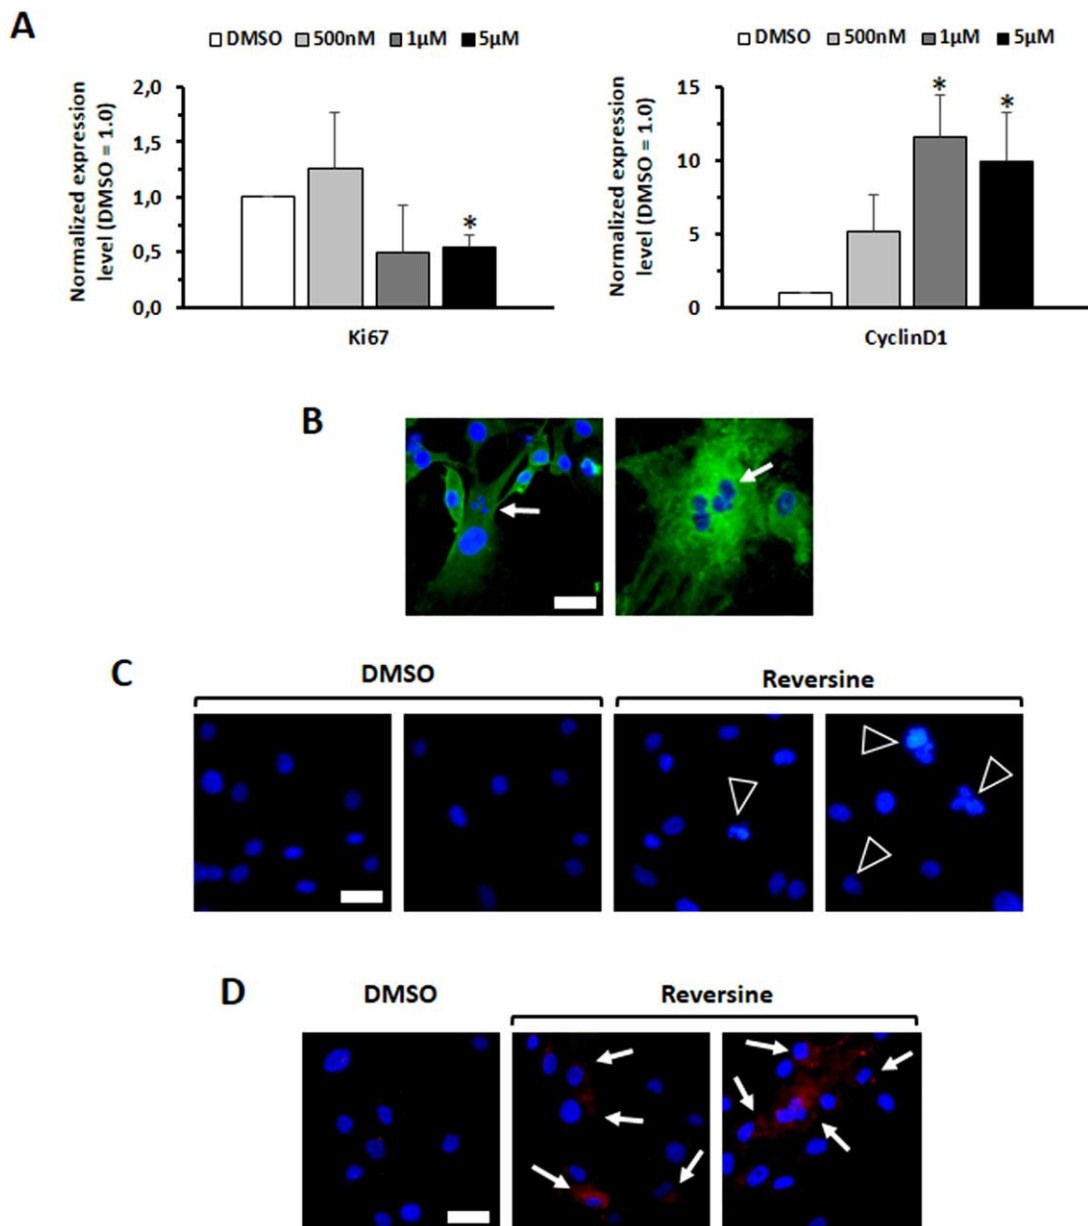 A
DMSO 500nM 1µM 5µM
Normalized expression
level (DMSO = 1.0)
2,0
1,5
1,0
0,5
0,0
*
Ki67
DMSO 500nM 1µM 5µM
Normalized expression
level (DMSO = 1.0)
15
10
5
0
* *
CyclinD1
B
C
DMSO Reversine
D
DMSO Reversine